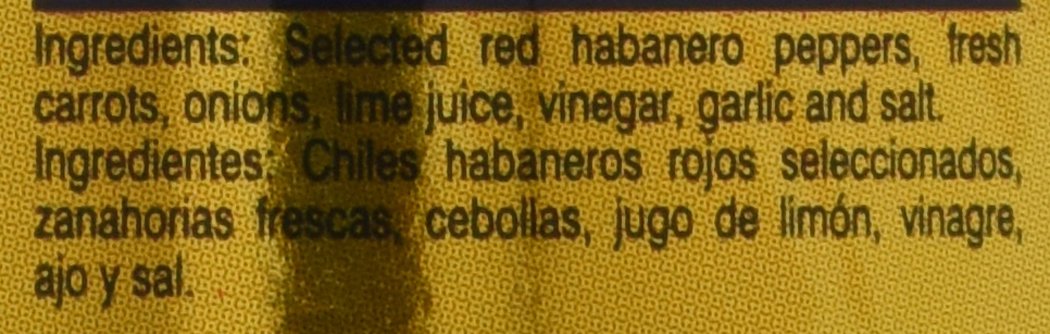 Ingredients: Selected red habanero peppers, fresh
carrots, onions, lime juice, vinegar, garlic and salt.
Ingredientes: Chiles habaneros rojos seleccionados,
zanahorias frescas, cebollas, jugo de limón, vinagre,
ajo y sal.